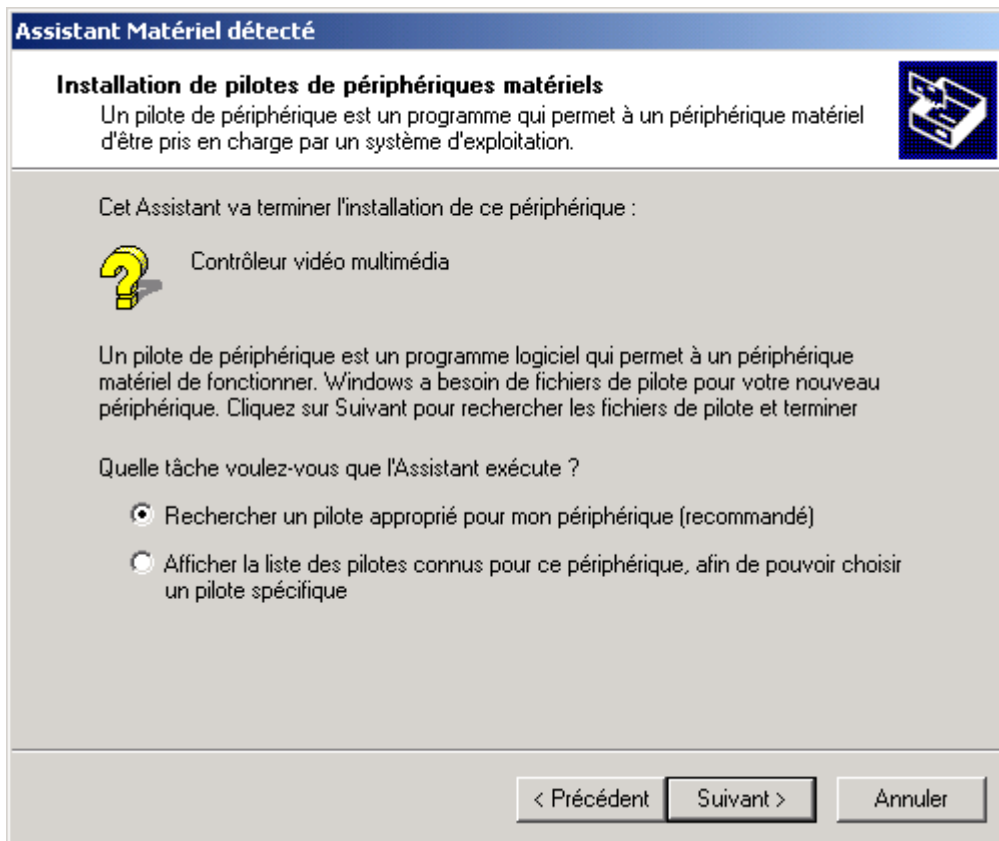 Assistant Matériel détecté
Installation de pilotes de périphériques matériels
Un pilote de périphérique est un programme qui permet à un périphérique matériel
d'être pris en charge par un système d'exploitation.
Cet Assistant va terminer l'installation de ce périphérique :
Contrôleur vidéo multimédia
Un pilote de périphérique est un programme logiciel qui permet à un périphérique
matériel de fonctionner. Windows a besoin de fichiers de pilote pour votre nouveau
périphérique. Cliquez sur Suivant pour rechercher les fichiers de pilote et terminer
Quelle tâche voulez-vous que l'Assistant exécute ?
Rechercher un pilote approprié pour mon périphérique (recommandé)
Afficher la liste des pilotes connus pour ce périphérique, afin de pouvoir choisir
un pilote spécifique
< Précédent Suivant > Annuler